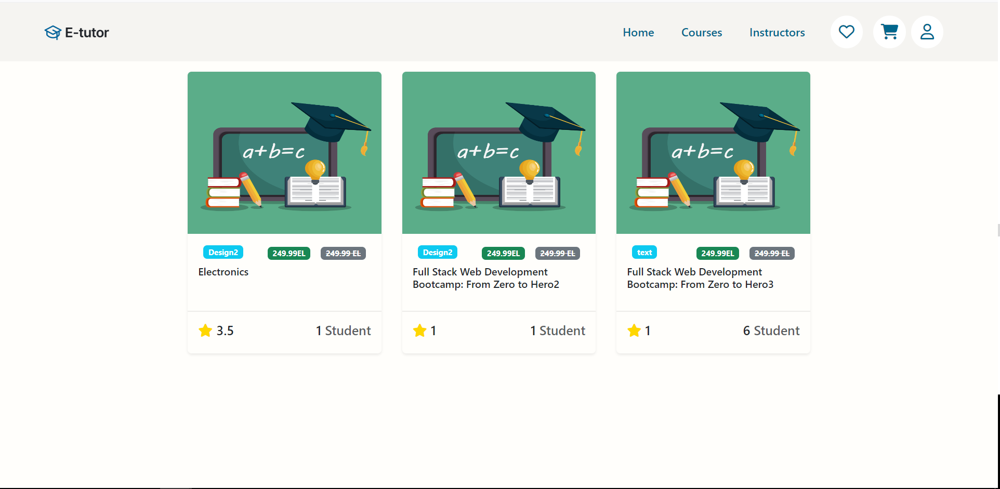 E-tutor
Home Courses Instructors
a+b=c
a+b=c
a+b=c
Design2 249.99EL 249.99 EL
Electronics
3.5 1 Student
Design2 249.99EL 249.99 EL
Full Stack Web Development
Bootcamp: From Zero to Hero2
1 1 Student
text 249.99EL 249.99 EL
Full Stack Web Development
Bootcamp: From Zero to Hero3
1 6 Student